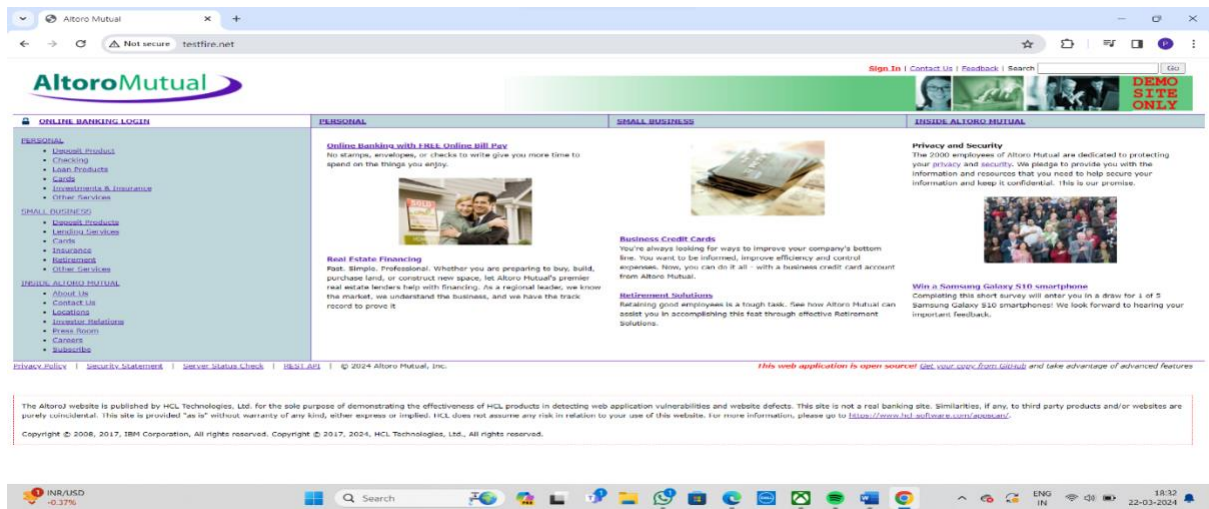 Altoro Mutual
Not secure testfire.net
Sign In | Contact Us | Feedback | Search Go
AltoroMutual
DEMO
SITE
ONLY
ONLINE BANKING LOGIN
PERSONAL
SMALL BUSINESS
INSIDE ALTORO MUTUAL
PERSONAL
Deposit Product
Checking
Loan Products
Cards
Investments & Insurance
Other Services
SMALL BUSINESS
Deposit Products
Lending Services
Cards
Insurance
Retirement
Other Services
INSIDE ALTORO MUTUAL
About Us
Contact Us
Locations
Investor Relations
Press Room
Careers
Subscribe
Online Banking with FREE Online Bill Pay
No stamps, envelopes, or checks to write give you more time to
spend on the things you enjoy.
SOLD
Real Estate Financing
Fast. Simple. Professional. Whether you are preparing to buy, build,
purchase land, or construct new space, let Altoro Mutual's premier
real estate lenders help with financing. As a regional leader, we know
the market, we understand the business, and we have the track
record to prove it
Business Credit Cards
You're always looking for ways to improve your company's bottom
line. You want to be informed, improve efficiency and control
expenses. Now, you can do it all - with a business credit card account
from Altoro Mutual.
Retirement Solutions
Retaining good employees is a tough task. See how Altoro Mutual can
assist you in accomplishing this feat through effective Retirement
Solutions.
Privacy and Security
The 2000 employees of Altoro Mutual are dedicated to protecting
your privacy and security. We pledge to provide you with the
information and resources that you need to help secure your
information and keep it confidential. This is our promise.
Win a Samsung Galaxy S10 smartphone
Completing this short survey will enter you in a draw for 1 of 5
Samsung Galaxy S10 smartphones! We look forward to hearing your
important feedback.
Privacy Policy | Security Statement | Server Status Check | REST API | © 2024 Altoro Mutual, Inc.
This web application is open source! Get your copy from GitHub and take advantage of advanced features
The AltoroJ website is published by HCL Technologies, Ltd. for the sole purpose of demonstrating the effectiveness of HCL products in detecting web application vulnerabilities and website defects. This site is not a real banking site. Similarities, if any, to third party products and/or websites are
purely coincidental. This site is provided "as is" without warranty of any kind, either express or implied. HCL does not assume any risk in relation to your use of this website. For more information, please go to https://www.hcl-software.com/appscan/.
Copyright © 2008, 2017, IBM Corporation, All rights reserved. Copyright © 2017, 2024, HCL Technologies, Ltd., All rights reserved.
INR/USD
-0.37%
Search
ENG
IN
18:32
22-03-2024